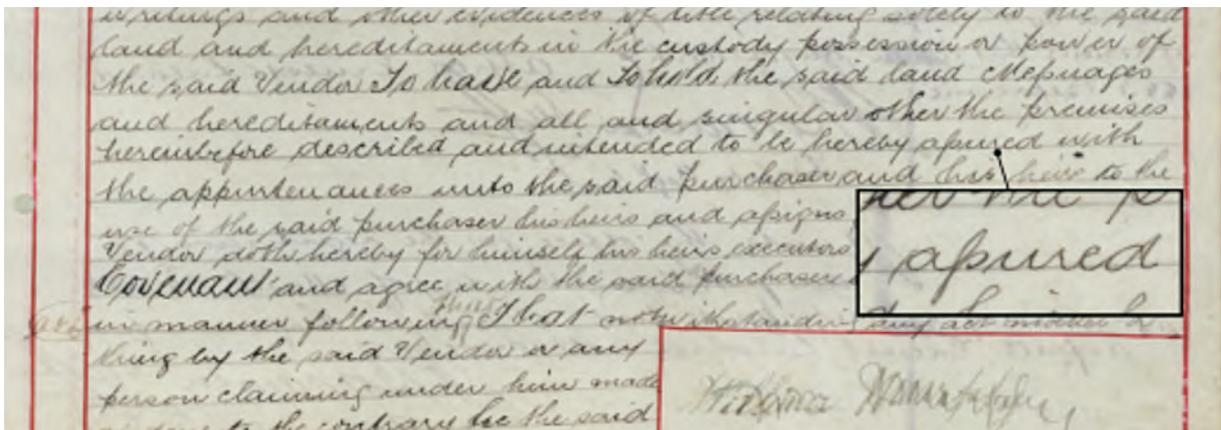 writings and other evidences of title relating solely to the said
land and hereditaments in the custody possession or power of
the said Vendor To have and To hold the said land Messuages
and hereditaments and all and singular other the premises
hereinbefore described and intended to be hereby assured with
the appurtenances unto the said purchaser and his heirs to the
use of the said purchaser his heirs and assigns
Vendor doth hereby for himself his heirs executors
Covenant and agree with the said purchaser
in manner following That notwithstanding any act matter or
thing by the said Vendor or any
person claiming under him made
to the contrary he the said
assured